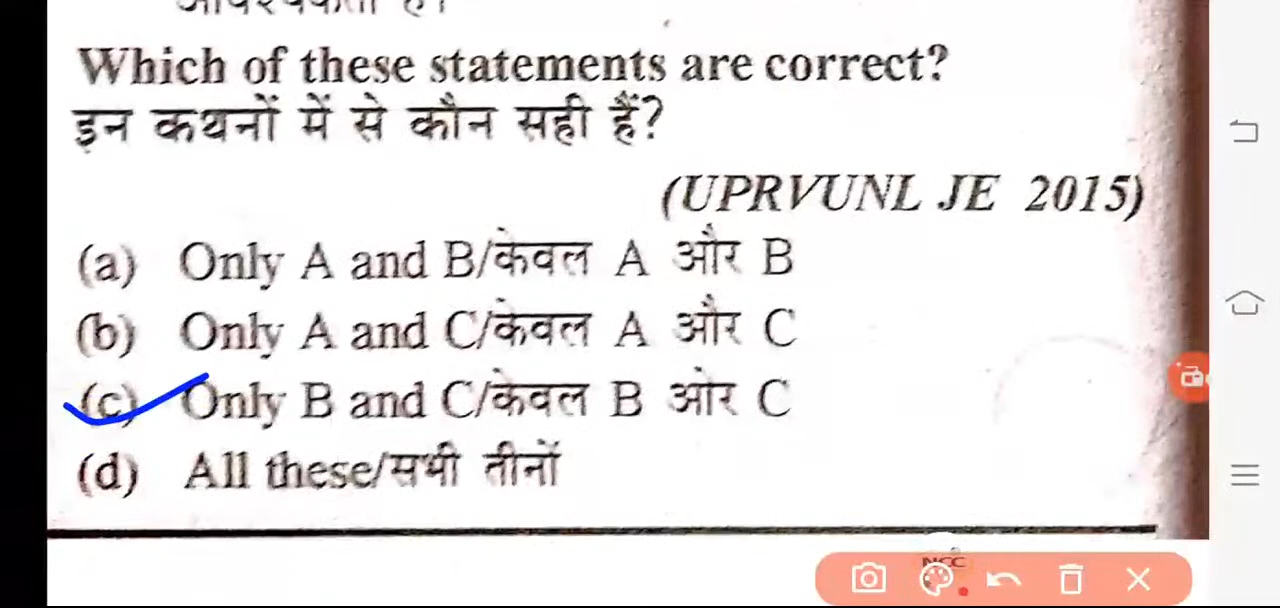 Which of these statements are correct?
इन कथनों में से कौन सही हैं?
(UPRVUNL JE 2015)
(a) Only A and B/केवल A और B
(b) Only A and C/केवल A और C
(c) Only B and C/केवल B ओर C
(d) All these/सभी तीनों